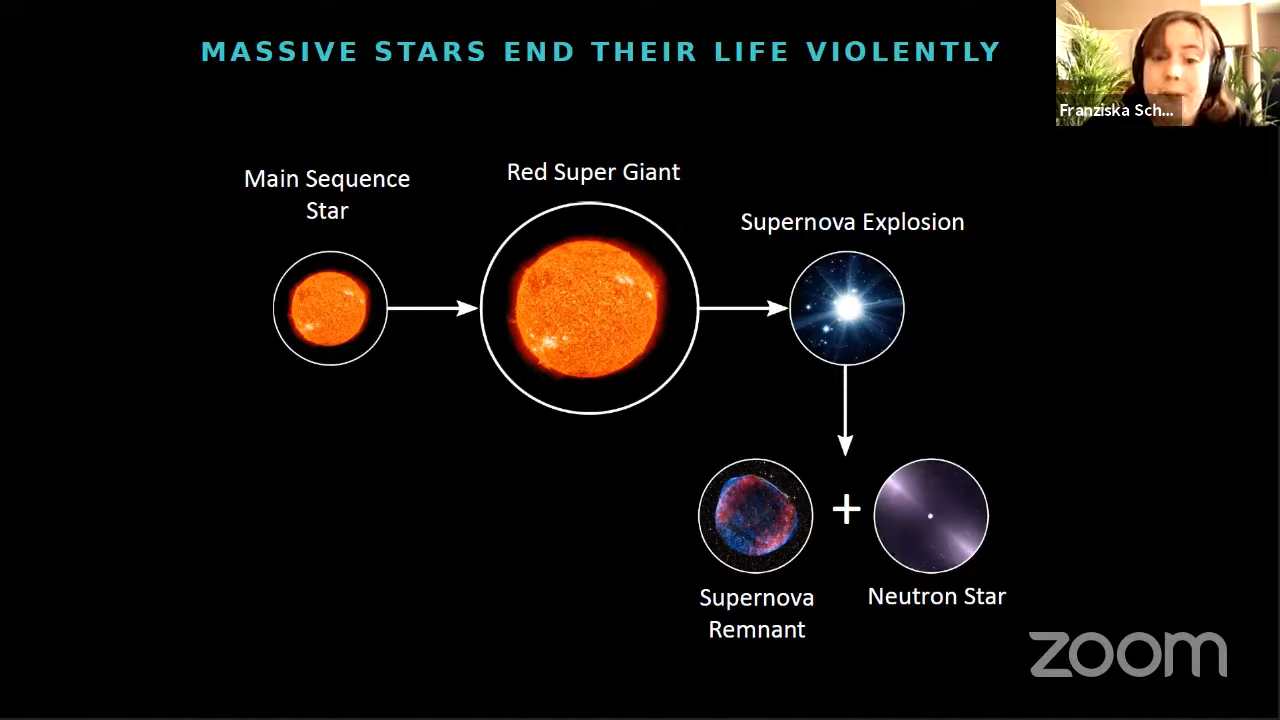 MASSIVE STARS END THEIR LIFE VIOLENTLY
Franziska Sch...
Main Sequence
Star
Red Super Giant
Supernova Explosion
+
Supernova
Remnant
Neutron Star
zoom